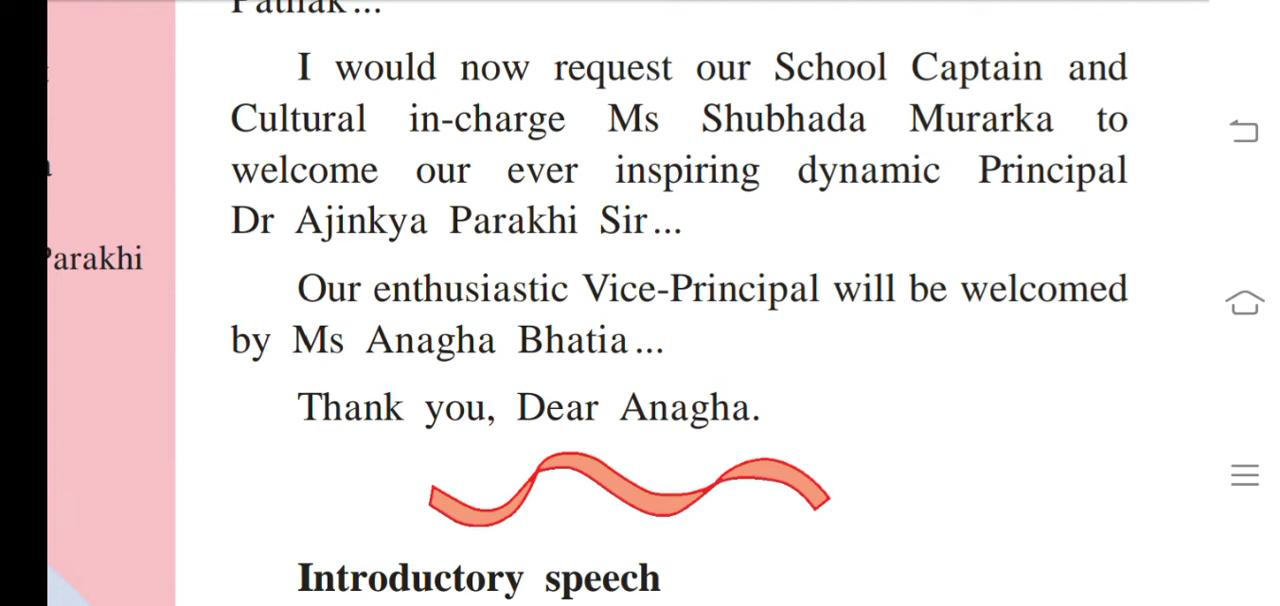 I would now request our School Captain and
Cultural in-charge Ms Shubhada Murarka to
welcome our ever inspiring dynamic Principal
Dr Ajinkya Parakhi Sir...
arakhi
Our enthusiastic Vice-Principal will be welcomed
by Ms Anagha Bhatia...
Thank you, Dear Anagha.
Introductory speech